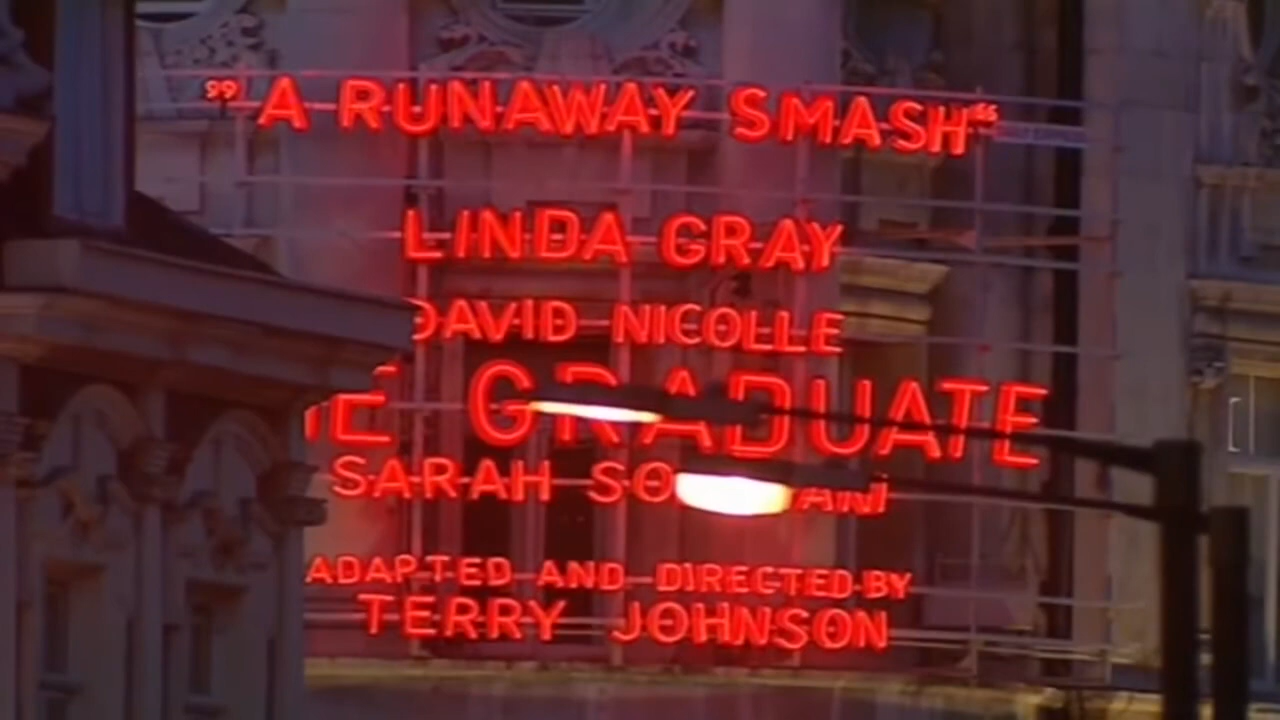 "A RUNAWAY SMASH"
LINDA GRAY
DAVID NICOLLE
GRADUATE
SARAH
ADAPTED AND DIRECTED BY
TERRY JOHNSON